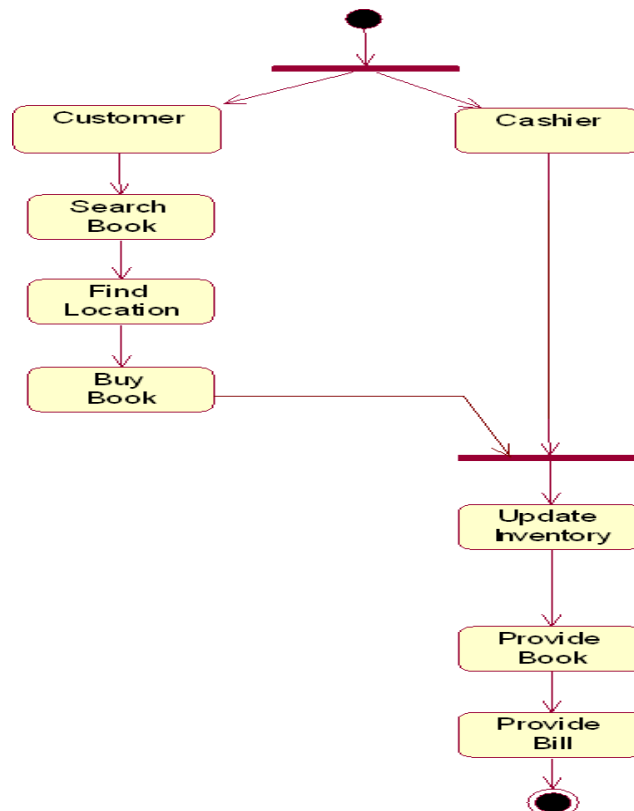 Customer
Cashier
Search
Book
Find
Location
Buy
Book
Update
Inventory
Provide
Book
Provide
Bill